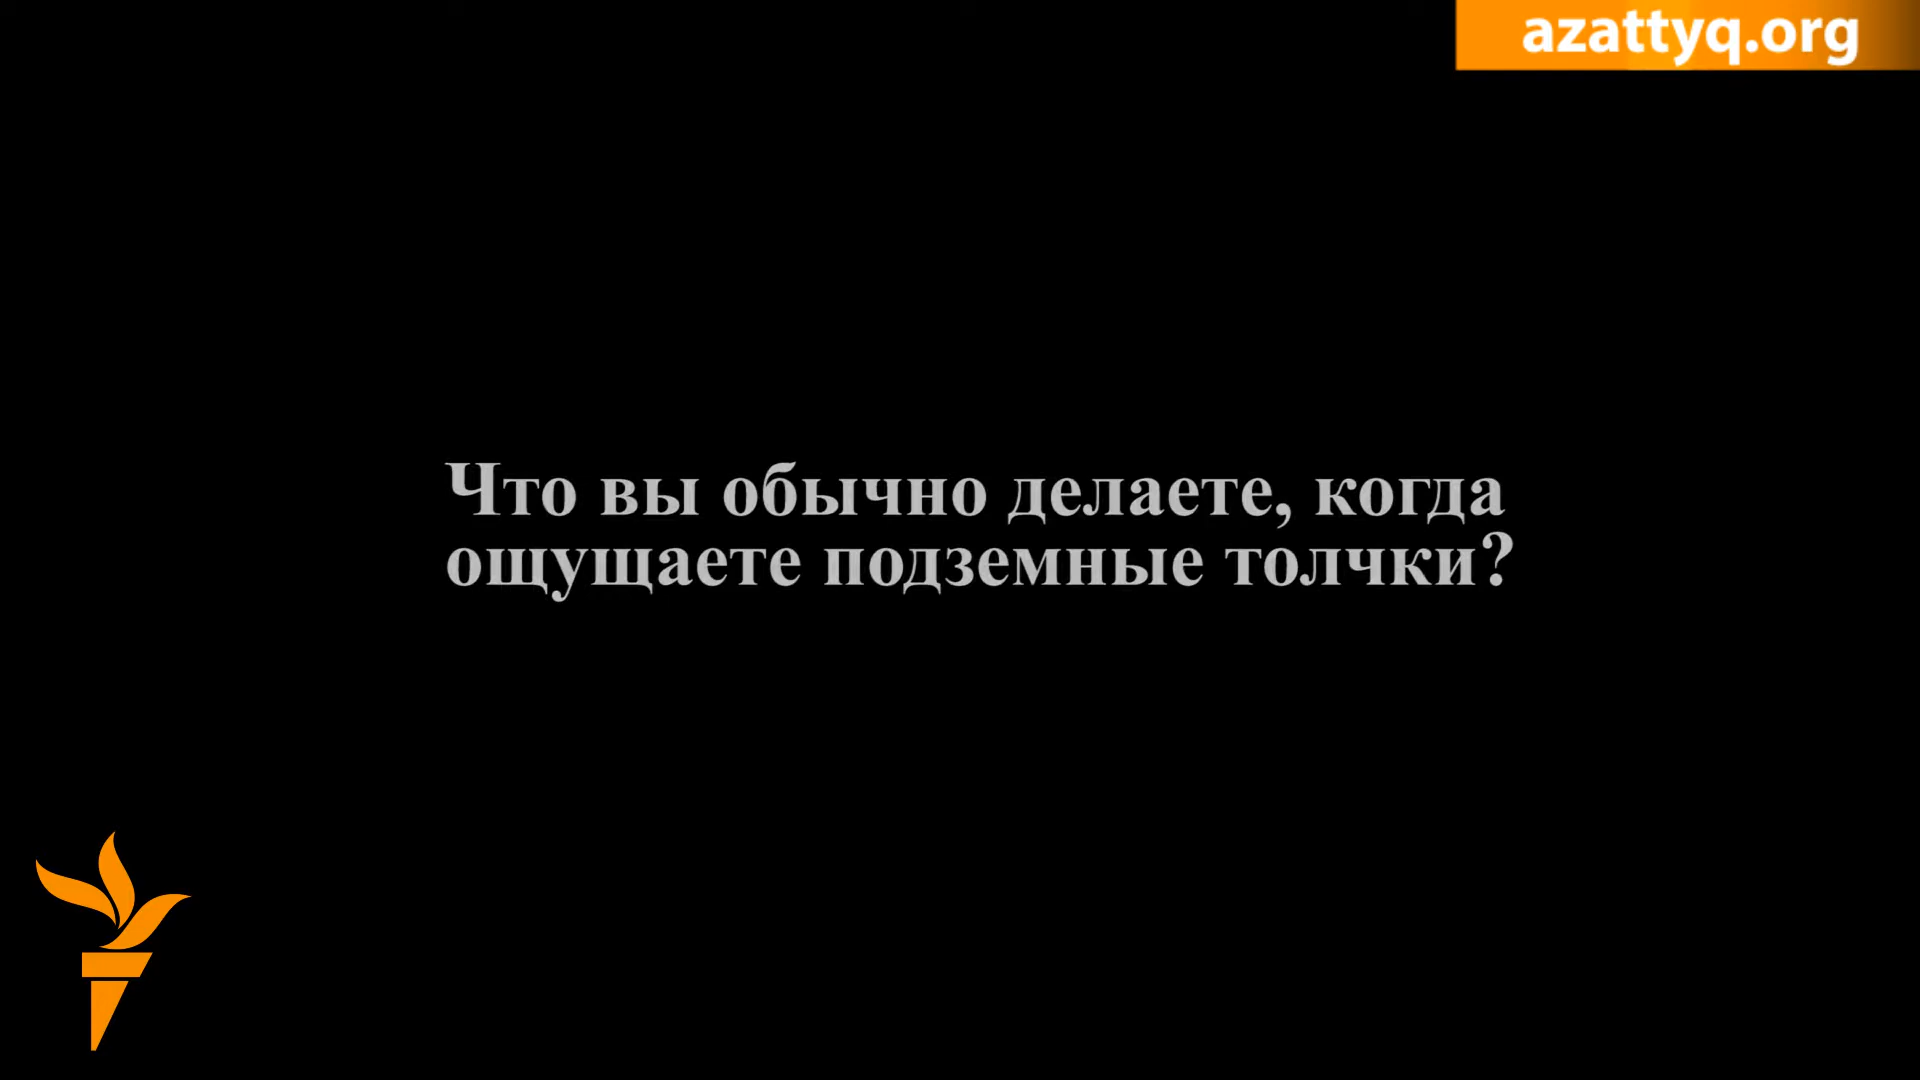 azattyq.org
Что вы обычно делаете, когда
ощущаете подземные толчки?